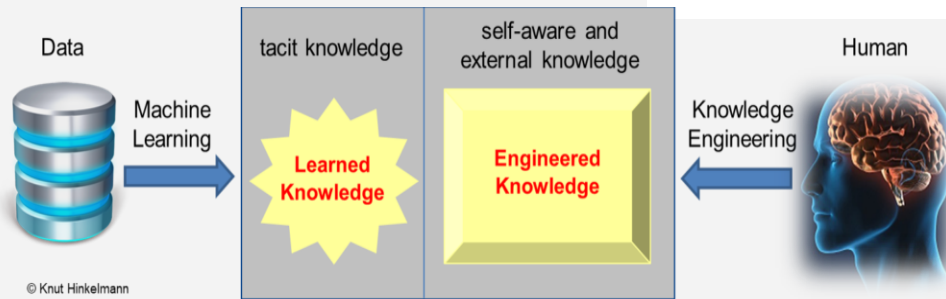 Data
Machine
Learning
tacit knowledge
Learned
Knowledge
self-aware and
external knowledge
Engineered
Knowledge
Human
Knowledge
Engineering
© Knut Hinkelmann